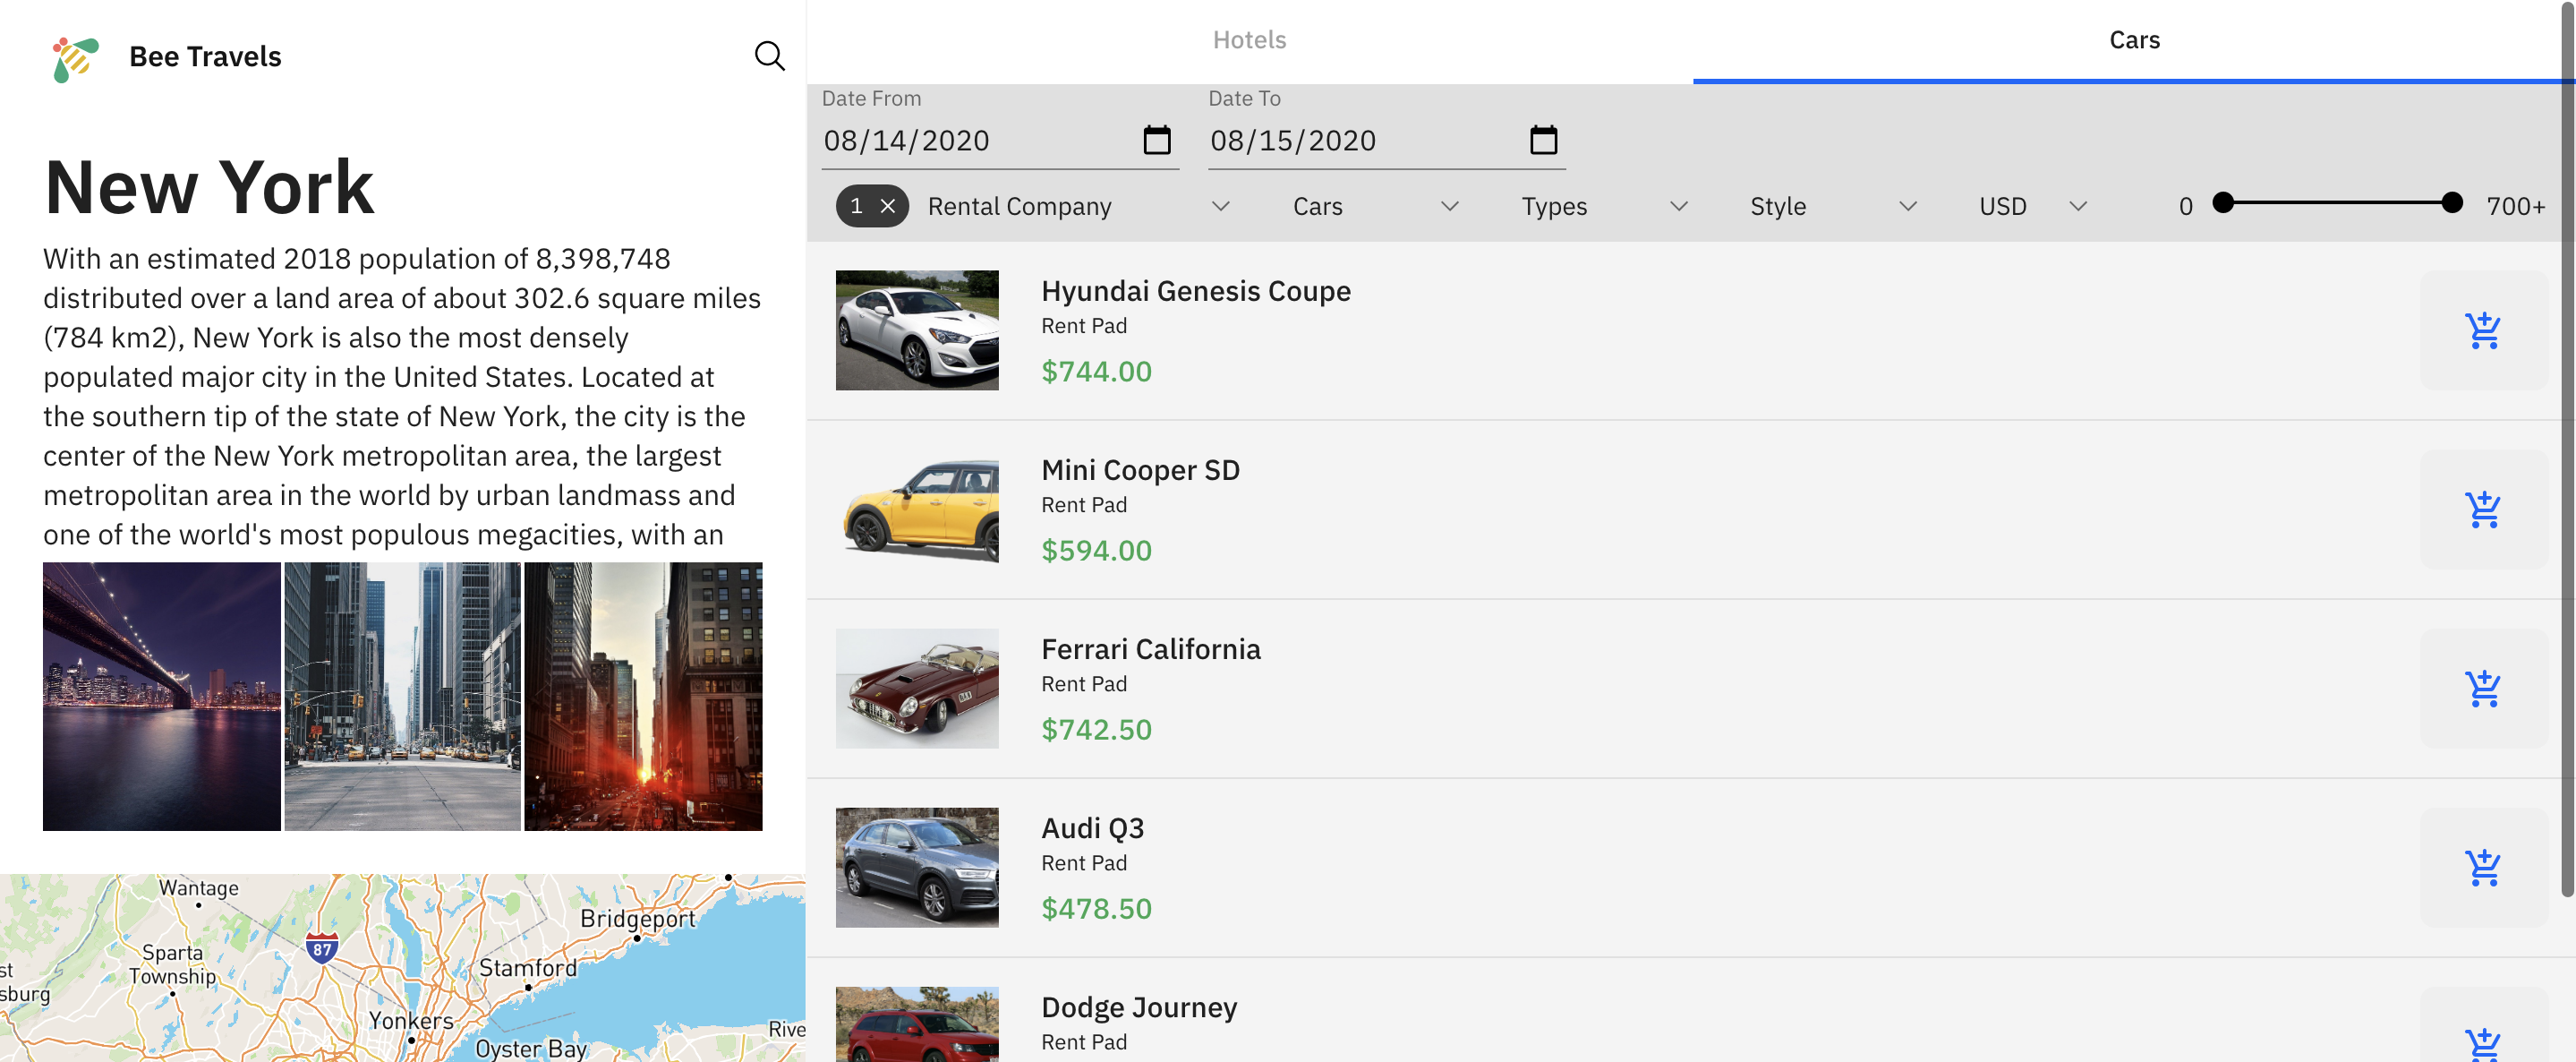 Bee Travels
New York
With an estimated 2018 population of 8,398,748
distributed over a land area of about 302.6 square miles
(784 km2), New York is also the most densely
populated major city in the United States. Located at
the southern tip of the state of New York, the city is the
center of the New York metropolitan area, the largest
metropolitan area in the world by urban landmass and
one of the world's most populous megacities, with an
Wantage
Bridgeport
87
Sparta
Township
Stamford
st
sburg
Yonkers
Rive
Oyster Bay
Hotels
Cars
Date From
Date To
08/14/2020
08/15/2020
1 Rental Company Cars Types Style USD 0 700+
Hyundai Genesis Coupe
Rent Pad
$744.00
Mini Cooper SD
Rent Pad
$594.00
Ferrari California
Rent Pad
$742.50
Audi Q3
Rent Pad
$478.50
Dodge Journey
Rent Pad